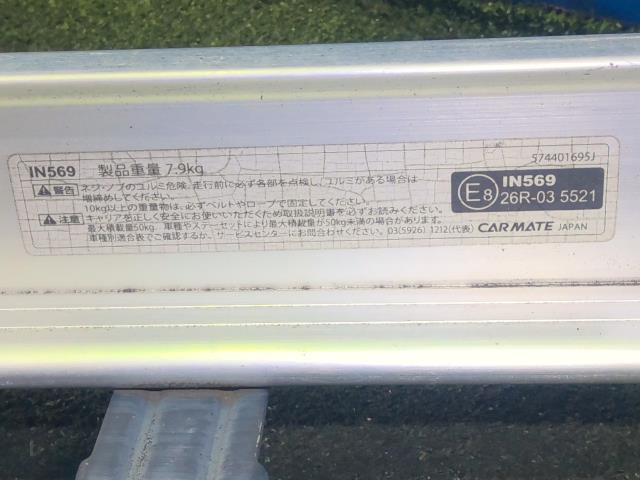 IN569 製品重量 7.9kg 574401695J
警告 ネジ・ノブのユルミ危険、走行前に必ず各部を点検し、ユルミがある場合は
増締めしてください。
10kg以上の重量物は、必ずベルトやロープで固定してください。
注意 キャリアを正しく安全にお使いいただくため取扱説明書を必ずお読みください。
最大積載量50kg. 車種やステーセットにより最大積載量が50kg未満の場合があります。
車種別適合表でご確認するか、サービスセンターにお問合わせください。03(5926) 1212(代表)
E8 IN569
26R-03 5521
CARMATE JAPAN